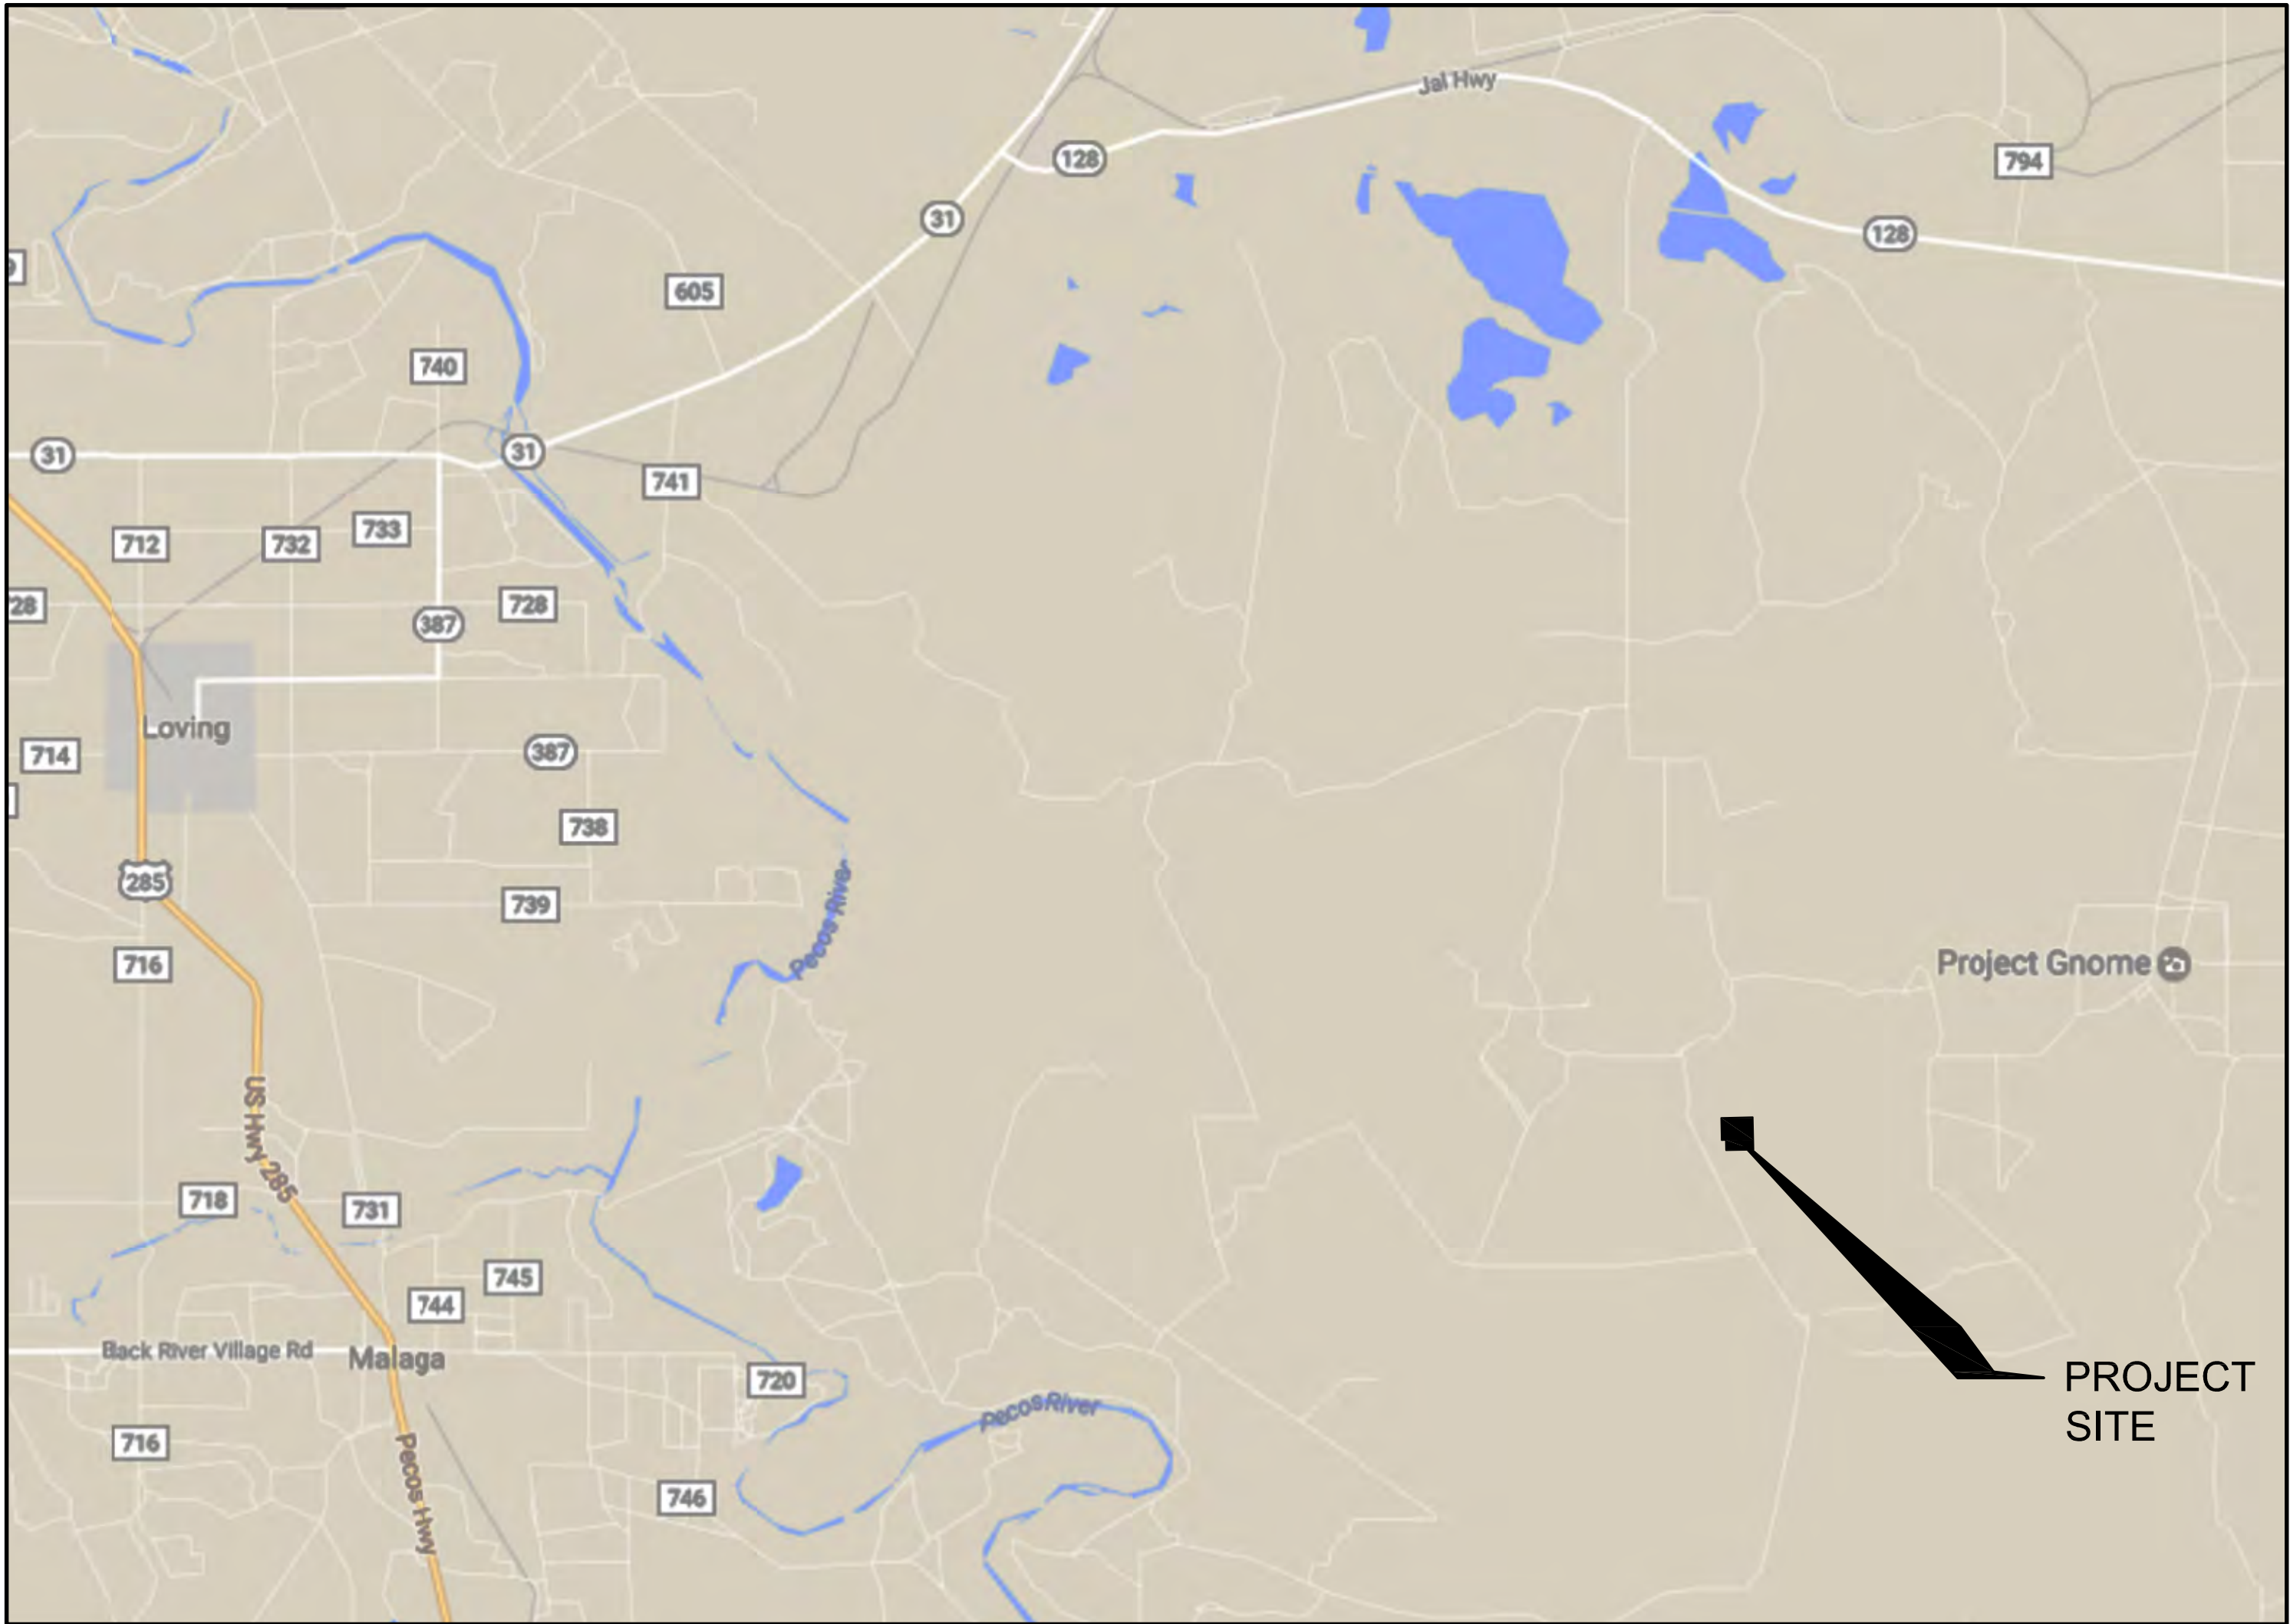 Jal Hwy
128
794
31
128
605
740
31
31
741
712
732
733
28
728
387
Loving
714
387
738
285
739
Pecos River
716
Project Gnome
US Hwy 285
718
731
745
744
Back River Village Rd
Malaga
720
PROJECT
SITE
Pecos River
716
Pecos Hwy
746